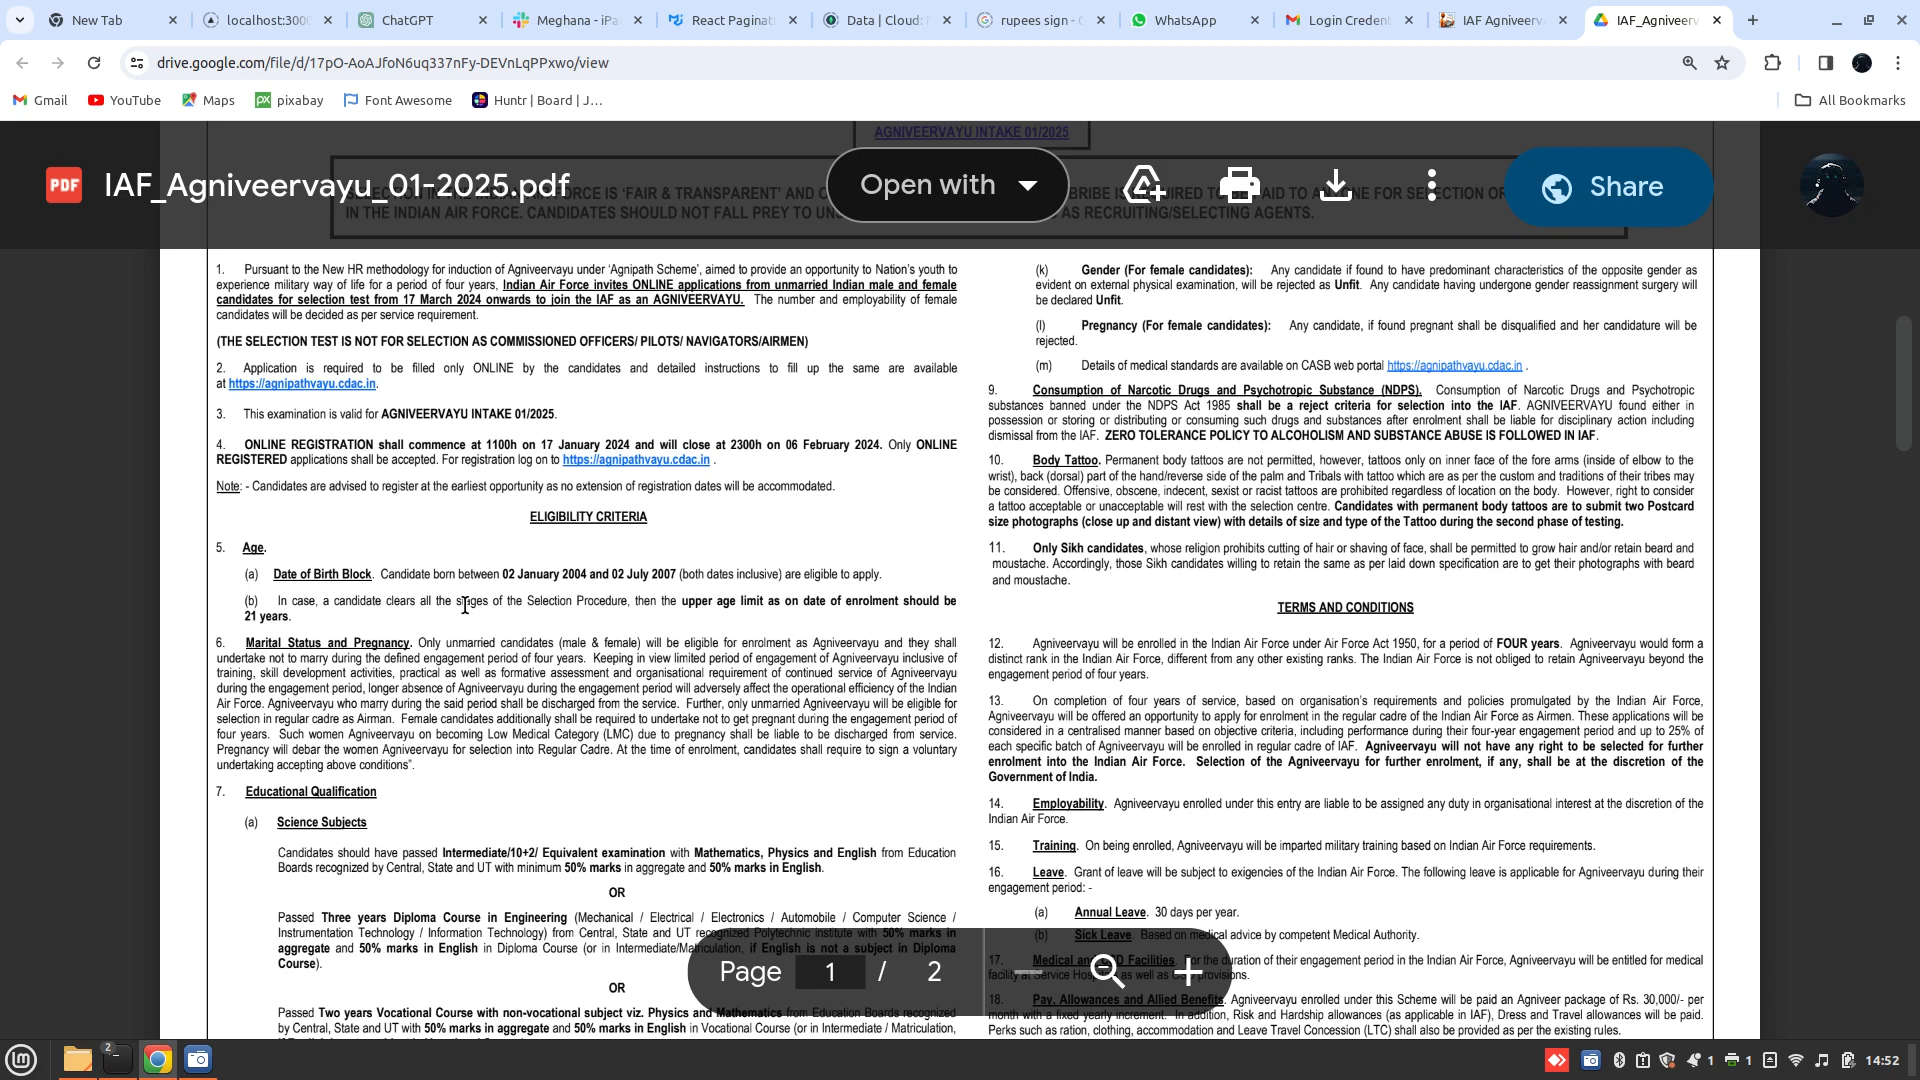 New Tab
localhost:3000
ChatGPT
Meghana - iPa
React Paginat
Data | Cloud:
rupees sign -
WhatsApp
Login Creden
IAF Agniveerv
IAF_Agniveerv
drive.google.com/file/d/17pO-AoAJfoN6uq337nFy-DEVnLqPPxwo/view
Gmail
YouTube
Maps
px
pixabay
Font Awesome
Huntr | Board | J...
All Bookmarks
AGNIVEERVAYU INTAKE 01/2025
PDF
IAF_Agniveervayu_01-2025.pdf
Open with
Share
FORCE IS 'FAIR & TRANSPARENT' AND
IN THE INDIAN AIR FORCE. CANDIDATES SHOULD NOT FALL PREY TO
AS RECRUITING/SELECTING AGENTS.
1. Pursuant to the New HR methodology for induction of Agniveervayu under 'Agnipath Scheme', aimed to provide an opportunity to Nation's youth to
experience military way of life for a period of four years, Indian Air Force invites ONLINE applications from unmarried Indian male and female
candidates for selection test from 17 March 2024 onwards to join the IAF as an AGNIVEERVAYU. The number and employability of female
candidates will be decided as per service requirement.
(THE SELECTION TEST IS NOT FOR SELECTION AS COMMISSIONED OFFICERS/ PILOTS/ NAVIGATORS/AIRMEN)
2. Application is required to be filled only ONLINE by the candidates and detailed instructions to fill up the same are available
at https://agnipathvayu.cdac.in.
3. This examination is valid for AGNIVEERVAYU INTAKE 01/2025.
4. ONLINE REGISTRATION shall commence at 1100h on 17 January 2024 and will close at 2300h on 06 February 2024. Only ONLINE
REGISTERED applications shall be accepted. For registration log on to https://agnipathvayu.cdac.in .
Note: - Candidates are advised to register at the earliest opportunity as no extension of registration dates will be accommodated.
ELIGIBILITY CRITERIA
5. Age.
(a) Date of Birth Block. Candidate born between 02 January 2004 and 02 July 2007 (both dates inclusive) are eligible to apply.
(b) In case, a candidate clears all the stages of the Selection Procedure, then the upper age limit as on date of enrolment should be
21 years.
6. Marital Status and Pregnancy. Only unmarried candidates (male & female) will be eligible for enrolment as Agniveervayu and they shall
undertake not to marry during the defined engagement period of four years. Keeping in view limited period of engagement of Agniveervayu inclusive of
training, skill development activities, practical as well as formative assessment and organisational requirement of continued service of Agniveervayu
during the engagement period, longer absence of Agniveervayu during the engagement period will adversely affect the operational efficiency of the Indian
Air Force. Agniveervayu who marry during the said period shall be discharged from the service. Further, only unmarried Agniveervayu will be eligible for
selection in regular cadre as Airman. Female candidates additionally shall be required to undertake not to get pregnant during the engagement period of
four years. Such women Agniveervayu on becoming Low Medical Category (LMC) due to pregnancy shall be liable to be discharged from service.
Pregnancy will debar the women Agniveervayu for selection into Regular Cadre. At the time of enrolment, candidates shall require to sign a voluntary
undertaking accepting above conditions".
7. Educational Qualification
(a) Science Subjects
Candidates should have passed Intermediate/10+2/ Equivalent examination with Mathematics, Physics and English from Education
Boards recognized by Central, State and UT with minimum 50% marks in aggregate and 50% marks in English.
OR
Passed Three years Diploma Course in Engineering (Mechanical / Electrical / Electronics / Automobile / Computer Science /
Instrumentation Technology / Information Technology) from Central, State and UT recognized Polytechnic institute with 50% marks in
aggregate and 50% marks in English in Diploma Course (or in Intermediate/Matriculation, if English is not a subject in Diploma
Course).
OR
Passed Two years Vocational Course with non-vocational subject viz. Physics and Mathematics from Education Boards recognized
by Central, State and UT with 50% marks in aggregate and 50% marks in English in Vocational Course (or in Intermediate / Matriculation,
(k) Gender (For female candidates): Any candidate if found to have predominant characteristics of the opposite gender as
evident on external physical examination, will be rejected as Unfit. Any candidate having undergone gender reassignment surgery will
be declared Unfit.
(l) Pregnancy (For female candidates): Any candidate, if found pregnant shall be disqualified and her candidature will be
rejected.
(m) Details of medical standards are available on CASB web portal https://agnipathvayu.cdac.in .
9. Consumption of Narcotic Drugs and Psychotropic Substance (NDPS). Consumption of Narcotic Drugs and Psychotropic
substances banned under the NDPS Act 1985 shall be a reject criteria for selection into the IAF. AGNIVEERVAYU found either in
possession or storing or distributing or consuming such drugs and substances after enrolment shall be liable for disciplinary action including
dismissal from the IAF. ZERO TOLERANCE POLICY TO ALCOHOLISM AND SUBSTANCE ABUSE IS FOLLOWED IN IAF.
10. Body Tattoo. Permanent body tattoos are not permitted, however, tattoos only on inner face of the fore arms (inside of elbow to the
wrist), back (dorsal) part of the hand/reverse side of the palm and Tribals with tattoo which are as per the custom and traditions of their tribes may
be considered. Offensive, obscene, indecent, sexist or racist tattoos are prohibited regardless of location on the body. However, right to consider
a tattoo acceptable or unacceptable will rest with the selection centre. Candidates with permanent body tattoos are to submit two Postcard
size photographs (close up and distant view) with details of size and type of the Tattoo during the second phase of testing.
11. Only Sikh candidates, whose religion prohibits cutting of hair or shaving of face, shall be permitted to grow hair and/or retain beard and
moustache. Accordingly, those Sikh candidates willing to retain the same as per laid down specification are to get their photographs with beard
and moustache.
TERMS AND CONDITIONS
12. Agniveervayu will be enrolled in the Indian Air Force under Air Force Act 1950, for a period of FOUR years. Agniveervayu would form a
distinct rank in the Indian Air Force, different from any other existing ranks. The Indian Air Force is not obliged to retain Agniveervayu beyond the
engagement period of four years.
13. On completion of four years of service, based on organisation's requirements and policies promulgated by the Indian Air Force,
Agniveervayu will be offered an opportunity to apply for enrolment in the regular cadre of the Indian Air Force as Airmen. These applications will be
considered in a centralised manner based on objective criteria, including performance during their four-year engagement period and up to 25% of
each specific batch of Agniveervayu will be enrolled in regular cadre of IAF. Agniveervayu will not have any right to be selected for further
enrolment into the Indian Air Force. Selection of the Agniveervayu for further enrolment, if any, shall be at the discretion of the
Government of India.
14. Employability. Agniveervayu enrolled under this entry are liable to be assigned any duty in organisational interest at the discretion of the
Indian Air Force.
15. Training. On being enrolled, Agniveervayu will be imparted military training based on Indian Air Force requirements.
16. Leave. Grant of leave will be subject to exigencies of the Indian Air Force. The following leave is applicable for Agniveervayu during their
engagement period: -
(a) Annual Leave. 30 days per year.
(b) Sick Leave. Based on medical advice by competent Medical Authority.
17. Medical and CSD Facilities. For the duration of their engagement period in the Indian Air Force, Agniveervayu will be entitled for medical
facility at Service Hospitals as well as CSD provisions.
18. Pay, Allowances and Allied Benefits. Agniveervayu enrolled under this Scheme will be paid an Agniveer package of Rs. 30,000/- per
month with a fixed yearly increment. In addition, Risk and Hardship allowances (as applicable in IAF), Dress and Travel allowances will be paid.
Perks such as ration, clothing, accommodation and Leave Travel Concession (LTC) shall also be provided as per the existing rules.
Page 1 / 2
2
1
1
14:52